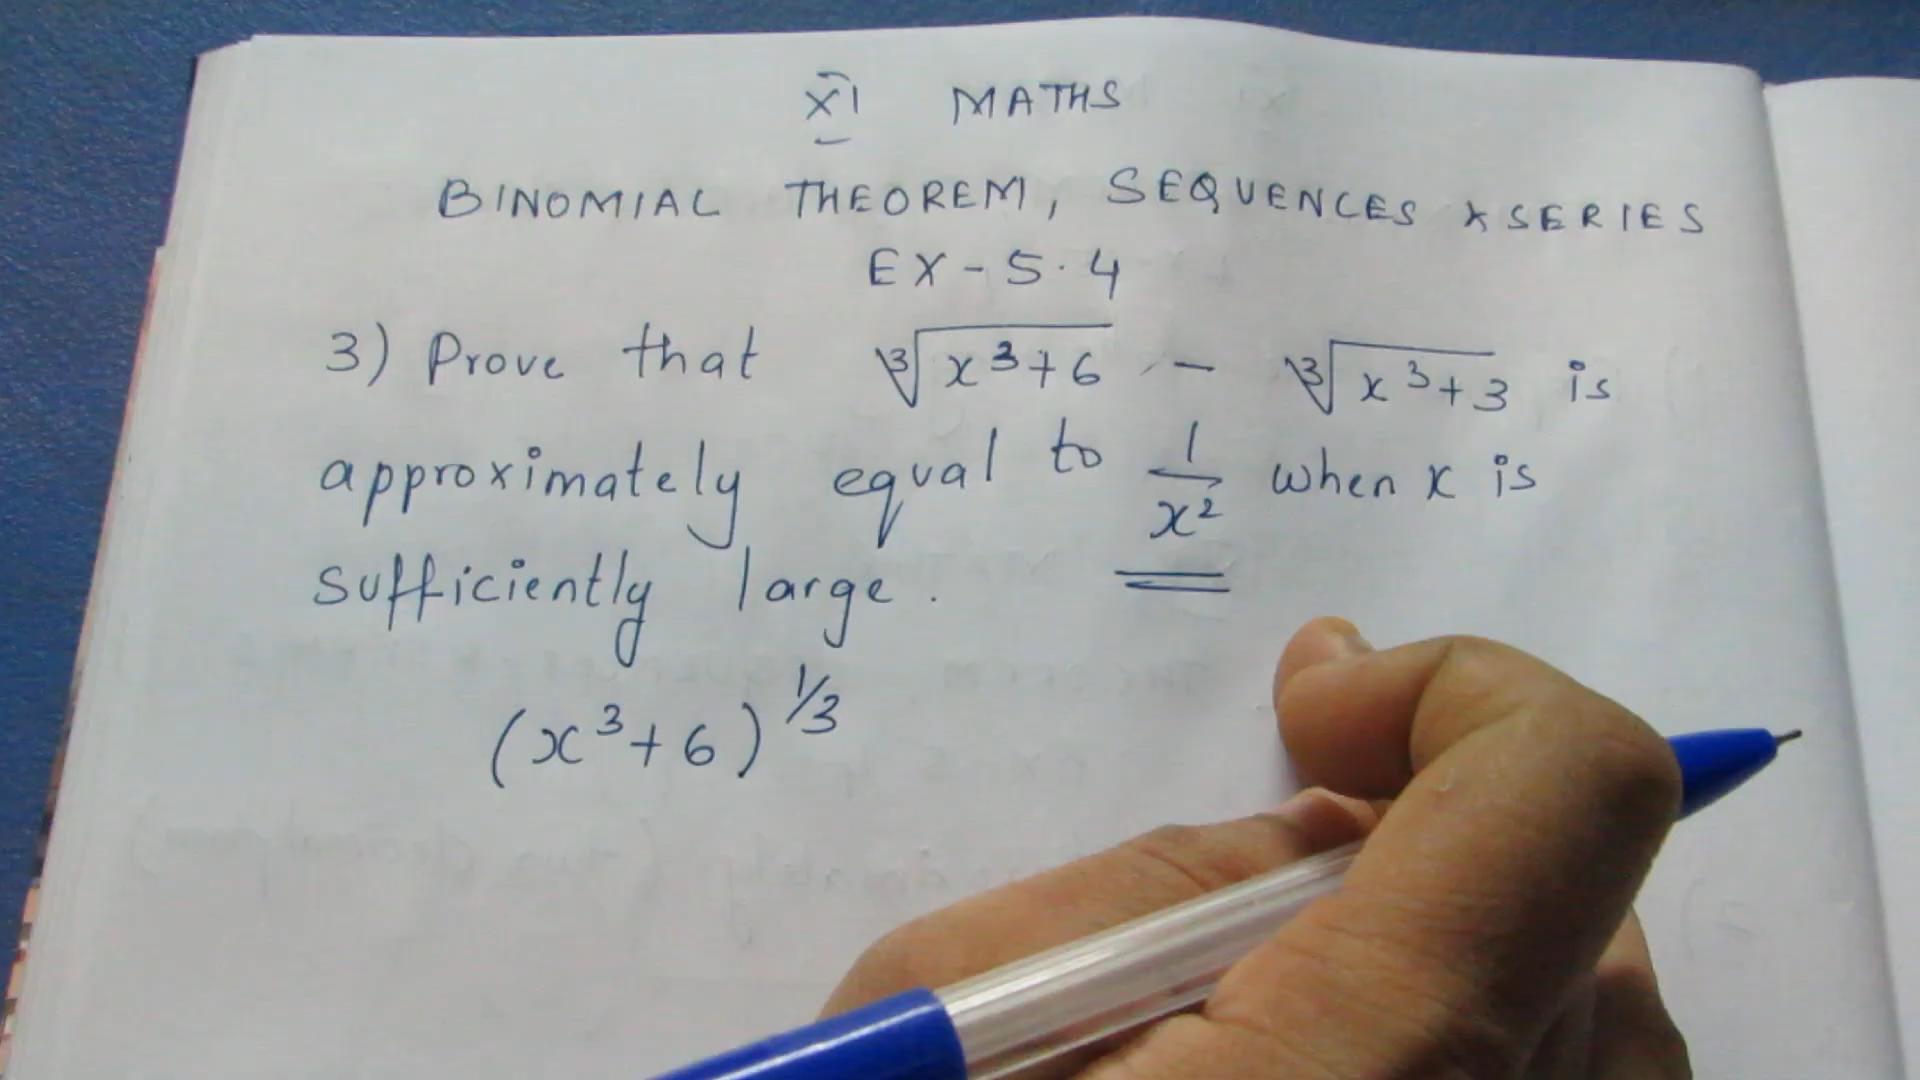 XI MATHS
BINOMIAL THEOREM, SEQUENCES & SERIES
EX - 5.4
3) Prove that ∛(x³+6) - ∛(x³+3) is
approximately equal to 1/x² when x is
sufficiently large.
(x³+6)^1/3